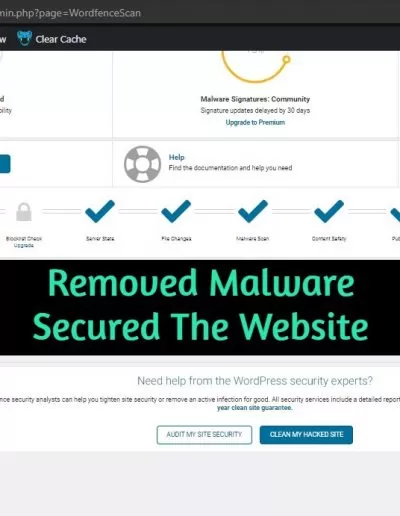 min.php?page=WordfenceScan
w Clear Cache
d
bility
Malware Signatures: Community
Signature updates delayed by 30 days
Upgrade to Premium
Help
Find the documentation and help you need
Blocklist Check
Upgrade
Server State
File Changes
Malware Scan
Content Safety
Pub
Removed Malware
Secured The Website
Need help from the WordPress security experts?
nce security analysts can help you tighten site security or remove an active infection for good. All security services include a detailed report
year clean site guarantee.
AUDIT MY SITE SECURITY
CLEAN MY HACKED SITE